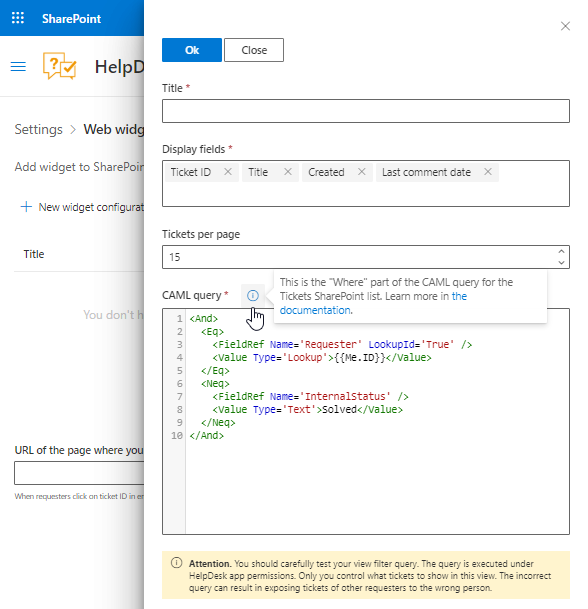 SharePoint
HelpD
Settings > Web widg
Add widget to SharePoin
+ New widget configurat
Title
You don't h
URL of the page where you
When requesters click on ticket ID in em
Ok
Close
Title *
Display fields *
Ticket ID × Title × Created × Last comment date ×
Tickets per page
15
CAML query *
This is the "Where" part of the CAML query for the
Tickets SharePoint list. Learn more in the
documentation.
1 <And>
2 <Eq>
3 <FieldRef Name='Requester' LookupId='True' />
4 <Value Type='Lookup'>{{Me.ID}}</Value>
5 </Eq>
6 <Neq>
7 <FieldRef Name='InternalStatus' />
8 <Value Type='Text'>Solved</Value>
9 </Neq>
10 </And>
Attention. You should carefully test your view filter query. The query is executed under
HelpDesk app permissions. Only you control what tickets to show in this view. The incorrect
query can result in exposing tickets of other requesters to the wrong person.